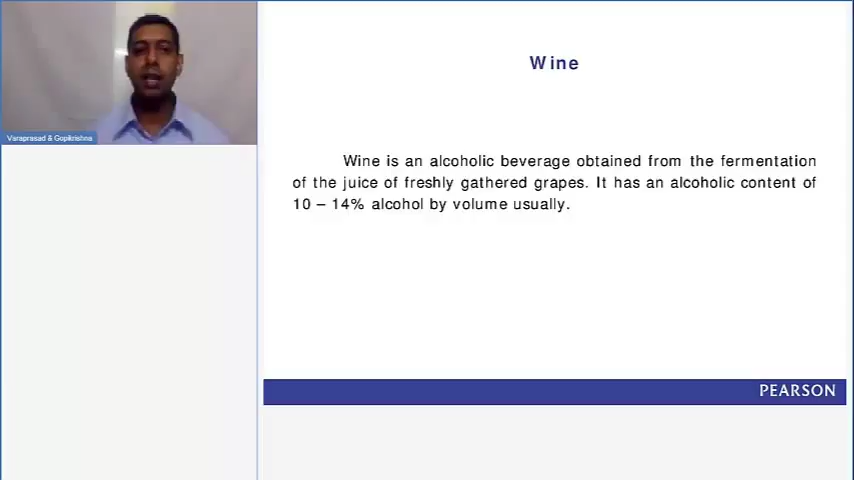 Varaprasad & Gopikrishna
Wine
Wine is an alcoholic beverage obtained from the fermentation
of the juice of freshly gathered grapes. It has an alcoholic content of
10 – 14% alcohol by volume usually.
PEARSON